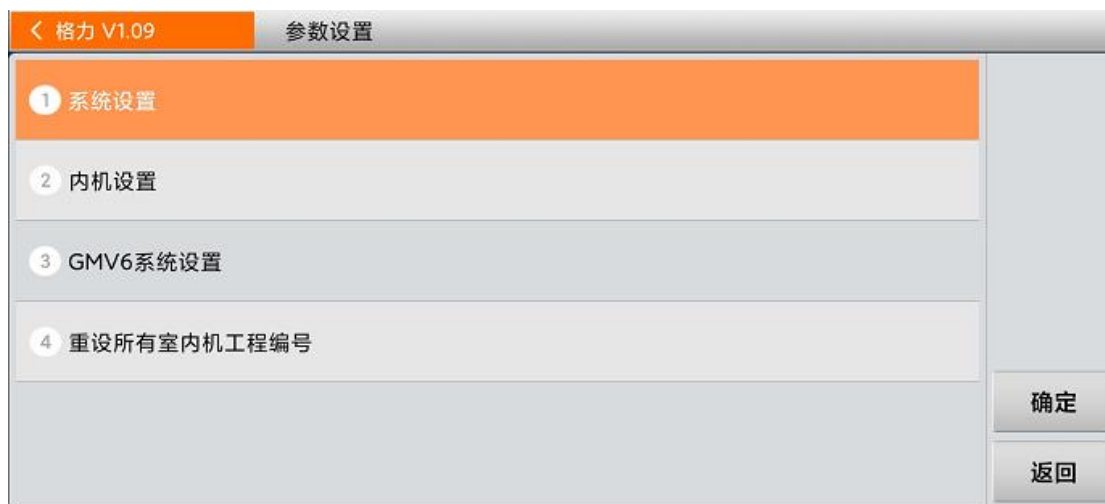 格力 V1.09 参数设置
1 系统设置
2 内机设置
3 GMV6系统设置
4 重设所有室内机工程编号
确定
返回